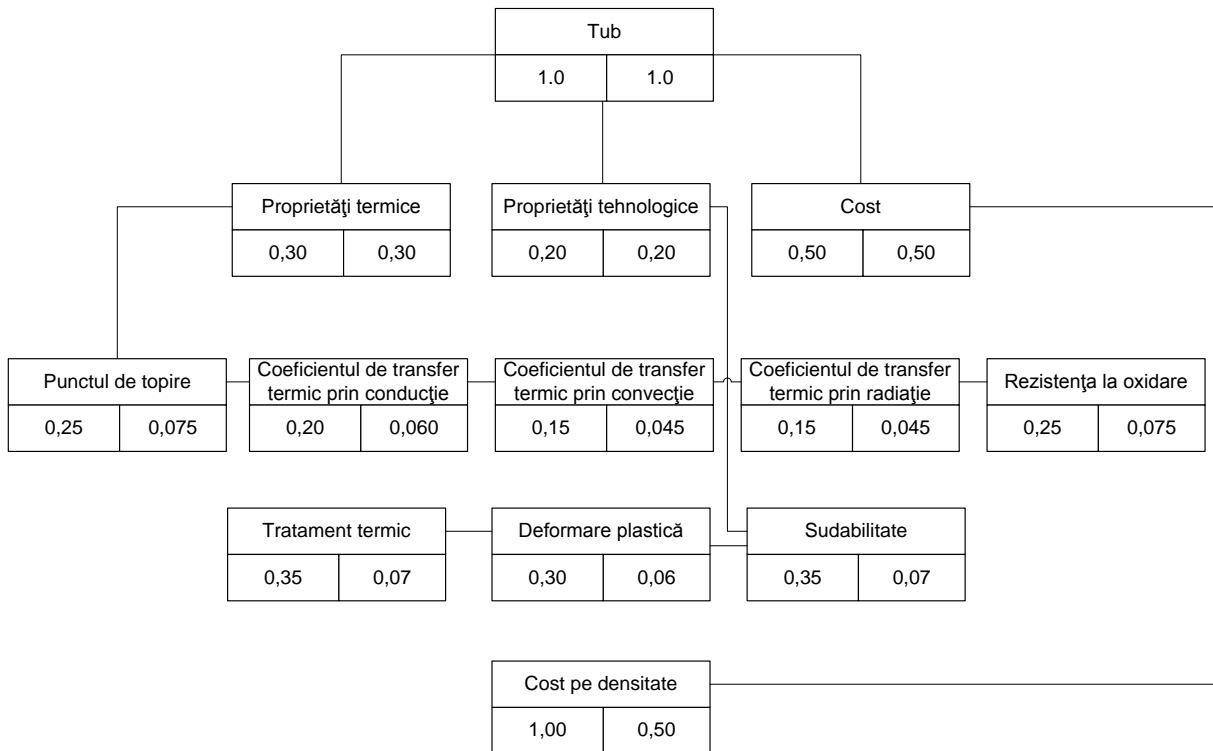 Tub
1.0 1.0
Proprietăţi termice
0,30 0,30
Proprietăţi tehnologice
0,20 0,20
Cost
0,50 0,50
Punctul de topire
0,25 0,075
Coeficientul de transfer
termic prin conducţie
0,20 0,060
Coeficientul de transfer
termic prin convecţie
0,15 0,045
Coeficientul de transfer
termic prin radiaţie
0,15 0,045
Rezistenţa la oxidare
0,25 0,075
Tratament termic
0,35 0,07
Deformare plastică
0,30 0,06
Sudabilitate
0,35 0,07
Cost pe densitate
1,00 0,50